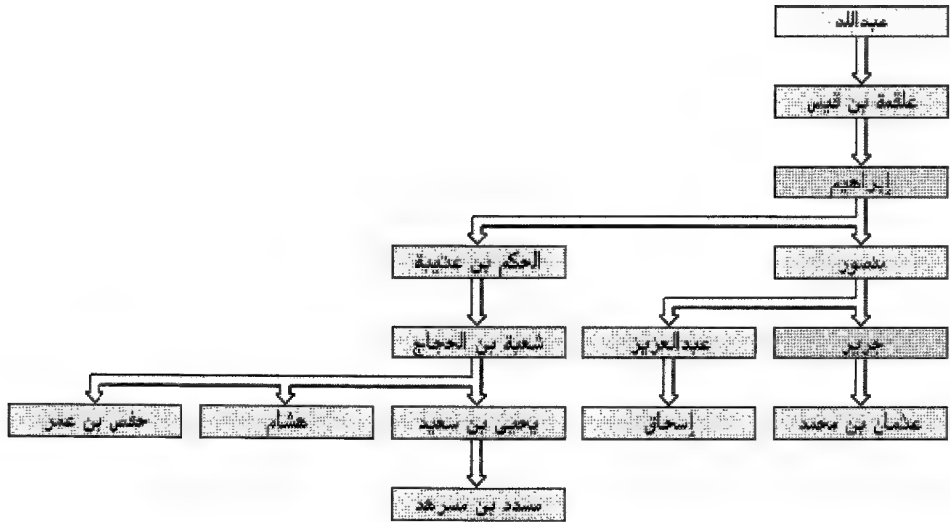 عبدالله
علقمة بن قيس
إبراهيم
منصور
الحكم بن عتيبة
جرير
عبدالعزيز
شعبة بن الحجاج
عثمان بن محمد
إسحاق
يحيى بن سعيد
هشام
حفص بن عمر
مسدد بن مسرهد